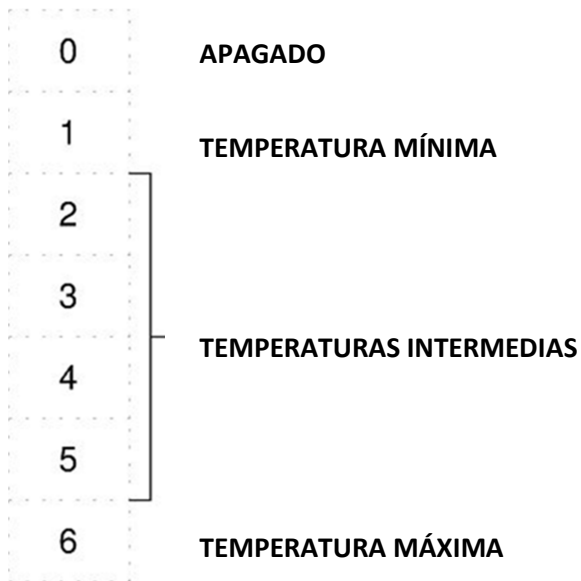 0 APAGADO
1 TEMPERATURA MÍNIMA
2
3
TEMPERATURAS INTERMEDIAS
4
5
6 TEMPERATURA MÁXIMA